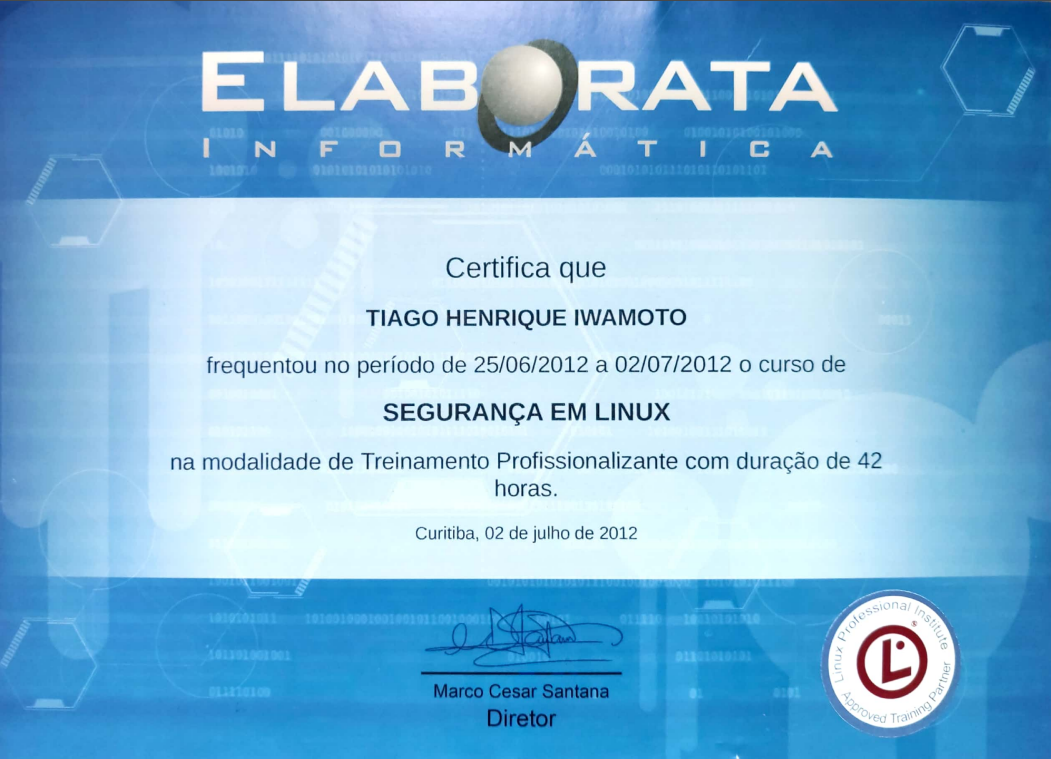 ELABORATA
INFORMÁTICA
Certifica que
TIAGO HENRIQUE IWAMOTO
frequentou no período de 25/06/2012 a 02/07/2012 o curso de
SEGURANÇA EM LINUX
na modalidade de Treinamento Profissionalizante com duração de 42
horas.
Curitiba, 02 de julho de 2012
Marco Cesar Santana
Diretor
Linux Professional Institute
®
Approved Training Partner